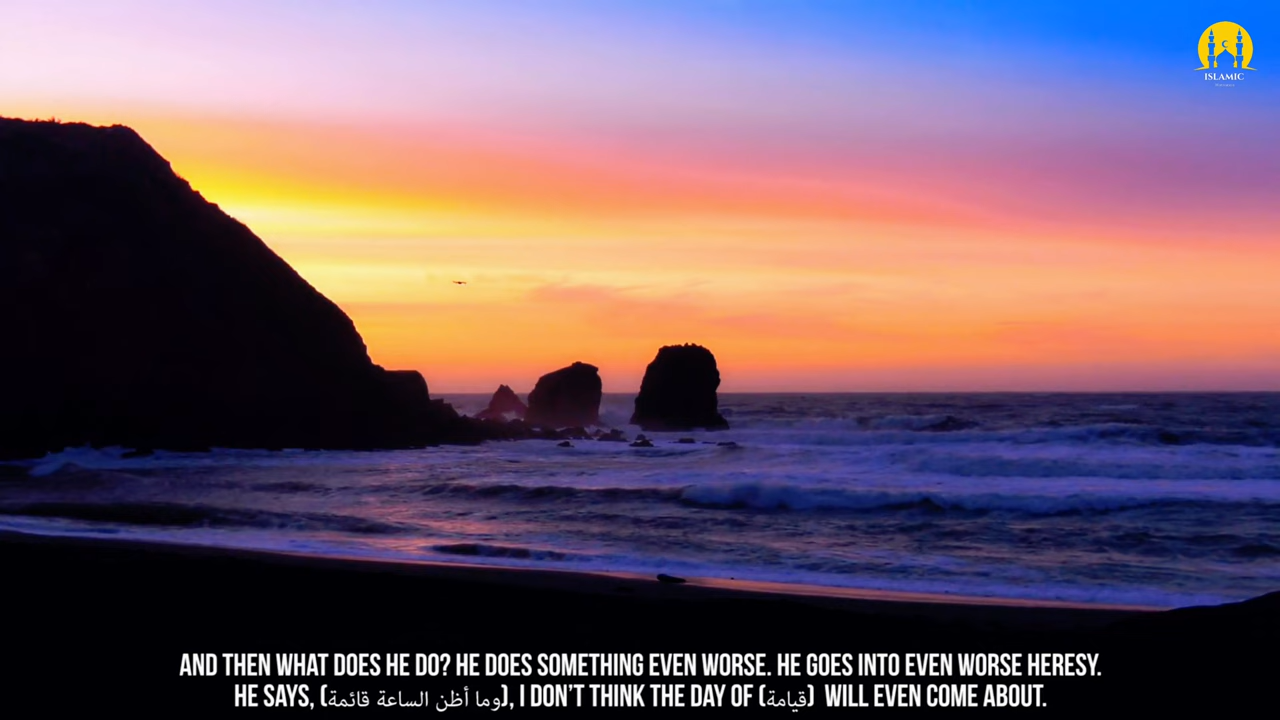 ISLAMIC
AND THEN WHAT DOES HE DO? HE DOES SOMETHING EVEN WORSE. HE GOES INTO EVEN WORSE HERESY.
HE SAYS, (وما أظن الساعة قائمة), I DON'T THINK THE DAY OF (قيامة) WILL EVEN COME ABOUT.